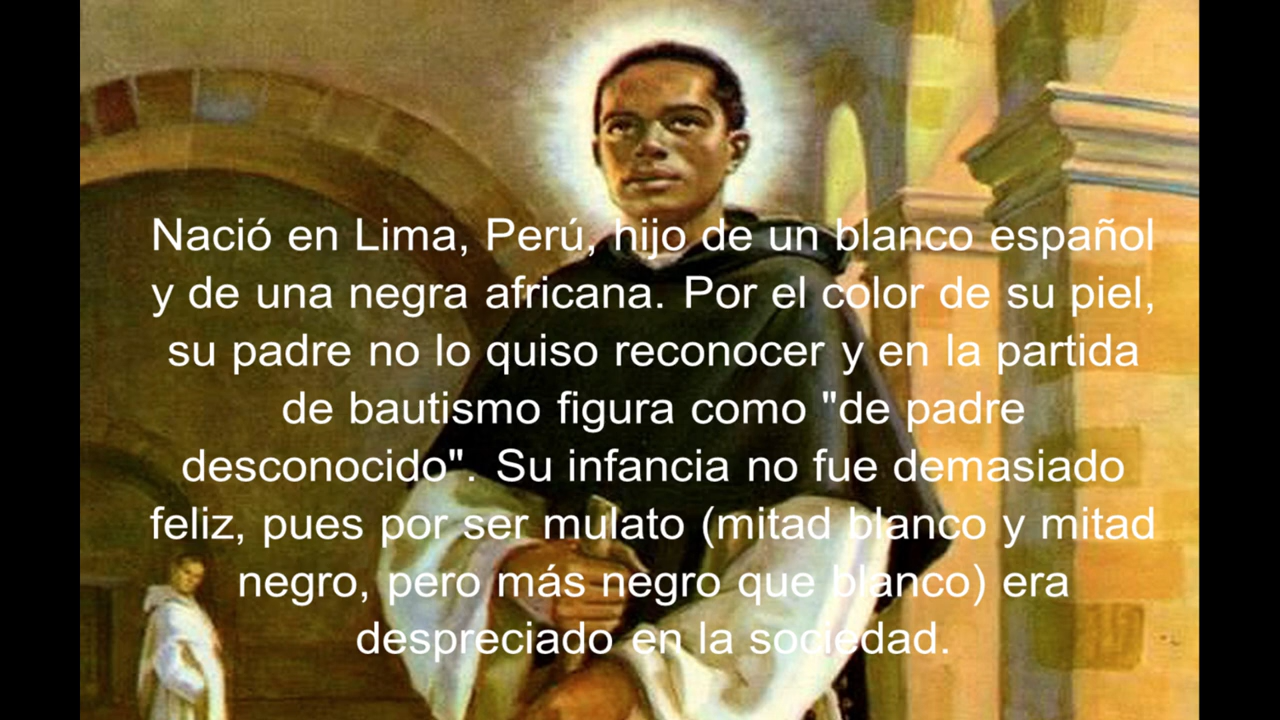 Nació en Lima, Perú, hijo de un blanco español
y de una negra africana. Por el color de su piel,
su padre no lo quiso reconocer y en la partida
de bautismo figura como "de padre
desconocido". Su infancia no fue demasiado
feliz, pues por ser mulato (mitad blanco y mitad
negro, pero más negro que blanco) era
despreciado en la sociedad.